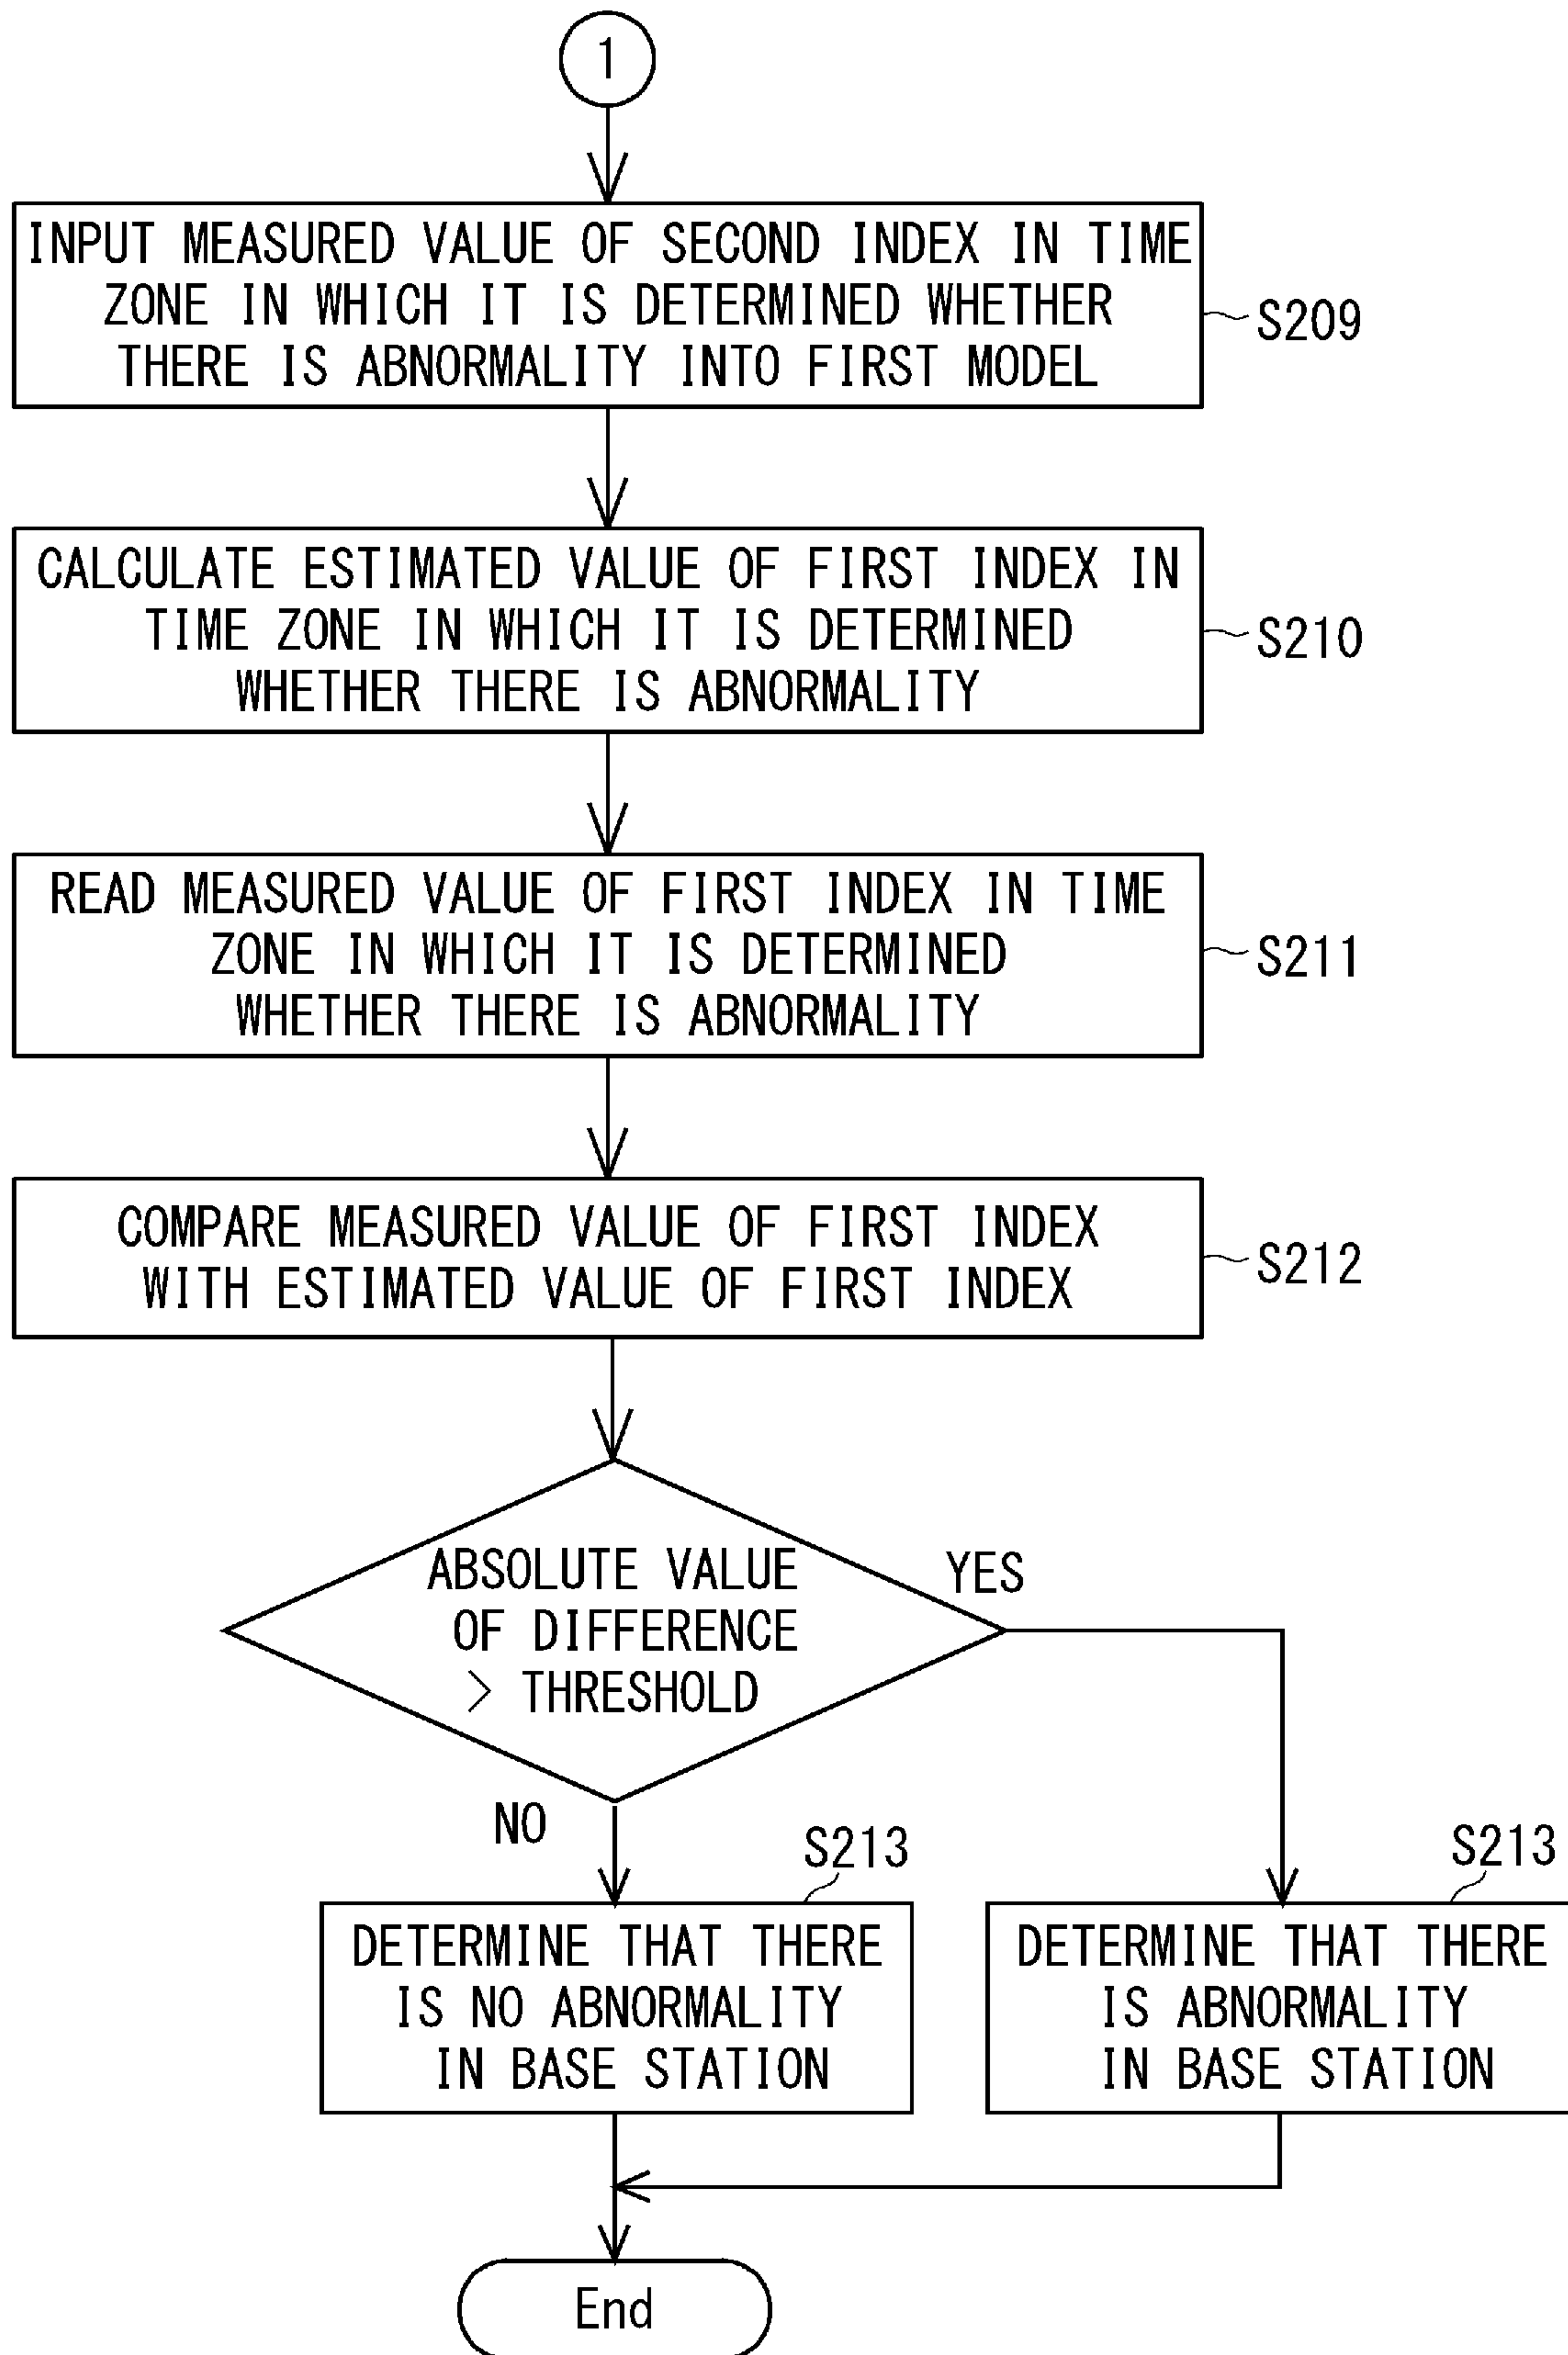 1
INPUT MEASURED VALUE OF SECOND INDEX IN TIME
ZONE IN WHICH IT IS DETERMINED WHETHER
THERE IS ABNORMALITY INTO FIRST MODEL
S209
CALCULATE ESTIMATED VALUE OF FIRST INDEX IN
TIME ZONE IN WHICH IT IS DETERMINED
WHETHER THERE IS ABNORMALITY
S210
READ MEASURED VALUE OF FIRST INDEX IN TIME
ZONE IN WHICH IT IS DETERMINED
WHETHER THERE IS ABNORMALITY
S211
COMPARE MEASURED VALUE OF FIRST INDEX
WITH ESTIMATED VALUE OF FIRST INDEX
S212
ABSOLUTE VALUE
OF DIFFERENCE
> THRESHOLD
YES
NO
S213
DETERMINE THAT THERE
IS NO ABNORMALITY
IN BASE STATION
S213
DETERMINE THAT THERE
IS ABNORMALITY
IN BASE STATION
End